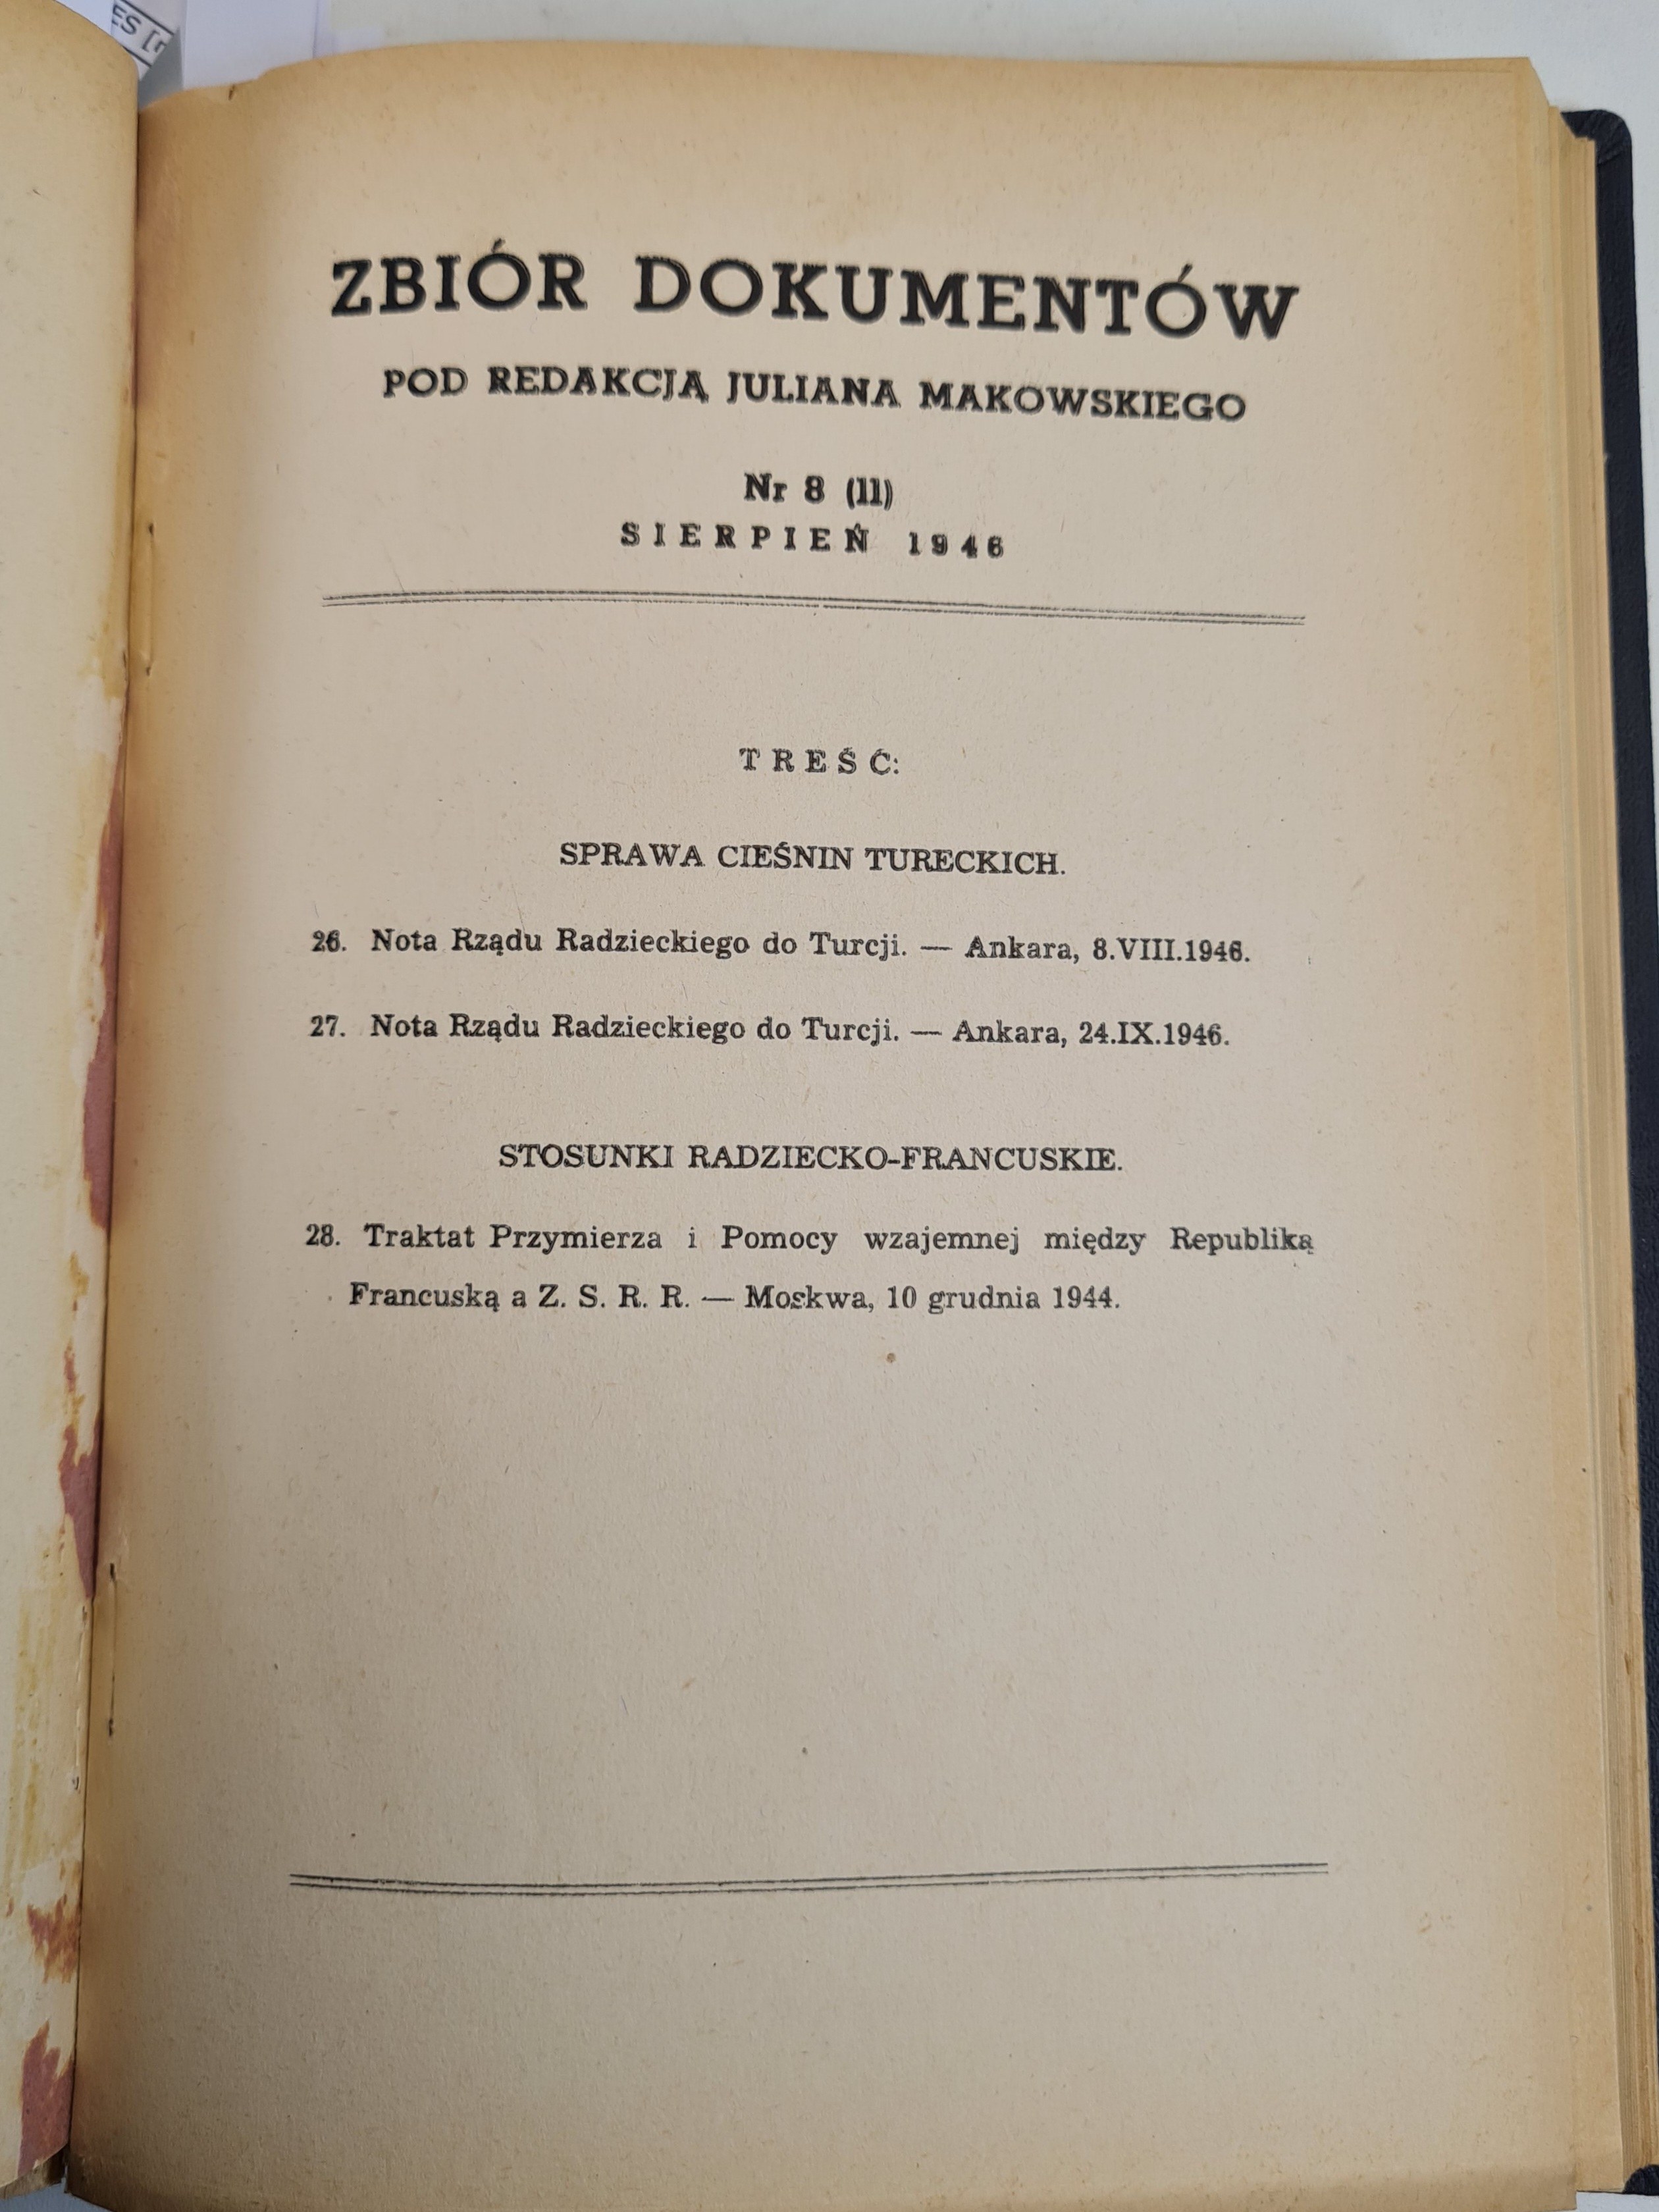 ZBIÓR DOKUMENTÓW
POD REDAKCJĄ JULIANA MAKOWSKIEGO
Nr 8 (11)
SIERPIEŃ 1946
TREŚĆ:
SPRAWA CIEŚNIN TURECKICH.
26. Nota Rządu Radzieckiego do Turcji. — Ankara, 8.VIII.1946.
27. Nota Rządu Radzieckiego do Turcji. — Ankara, 24.IX.1946.
STOSUNKI RADZIECKO-FRANCUSKIE.
28. Traktat Przymierza i Pomocy wzajemnej między Republiką
Francuską a Z. S. R. R. — Moskwa, 10 grudnia 1944.